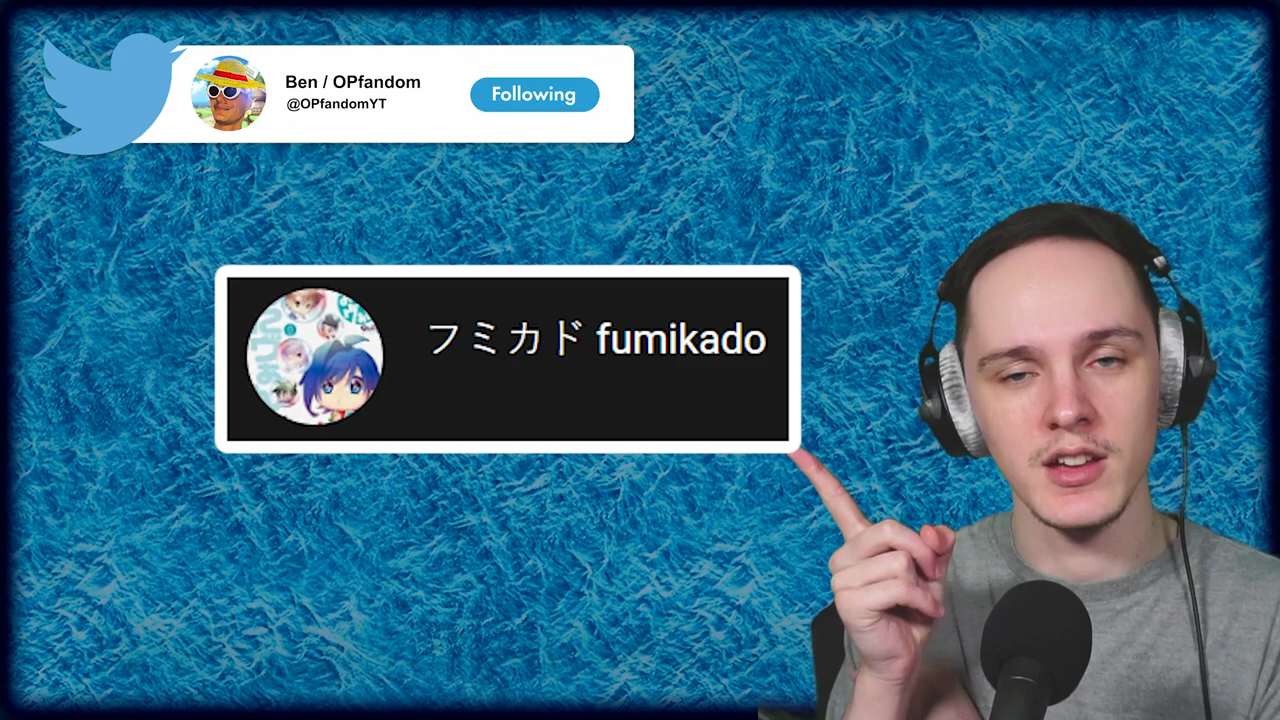 Ben / OPfandom
@OPfandomYT
Following
フミカド fumikado